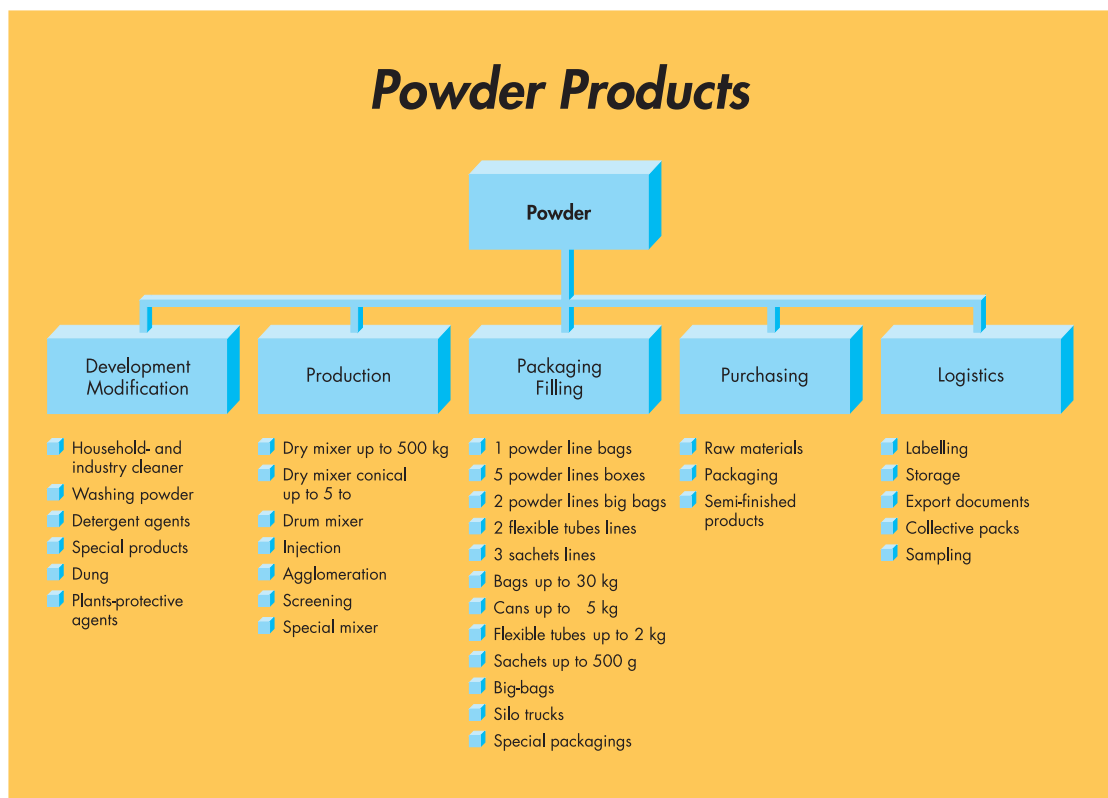 Powder Products
Powder
Development
Modification
Household- and
industry cleaner
Washing powder
Detergent agents
Special products
Dung
Plants-protective
agents
Production
Dry mixer up to 500 kg
Dry mixer conical
up to 5 to
Drum mixer
Injection
Agglomeration
Screening
Special mixer
Packaging
Filling
1 powder line bags
5 powder lines boxes
2 powder lines big bags
2 flexible tubes lines
3 sachets lines
Bags up to 30 kg
Cans up to 5 kg
Flexible tubes up to 2 kg
Sachets up to 500 g
Big-bags
Silo trucks
Special packagings
Purchasing
Raw materials
Packaging
Semi-finished
products
Logistics
Labelling
Storage
Export documents
Collective packs
Sampling